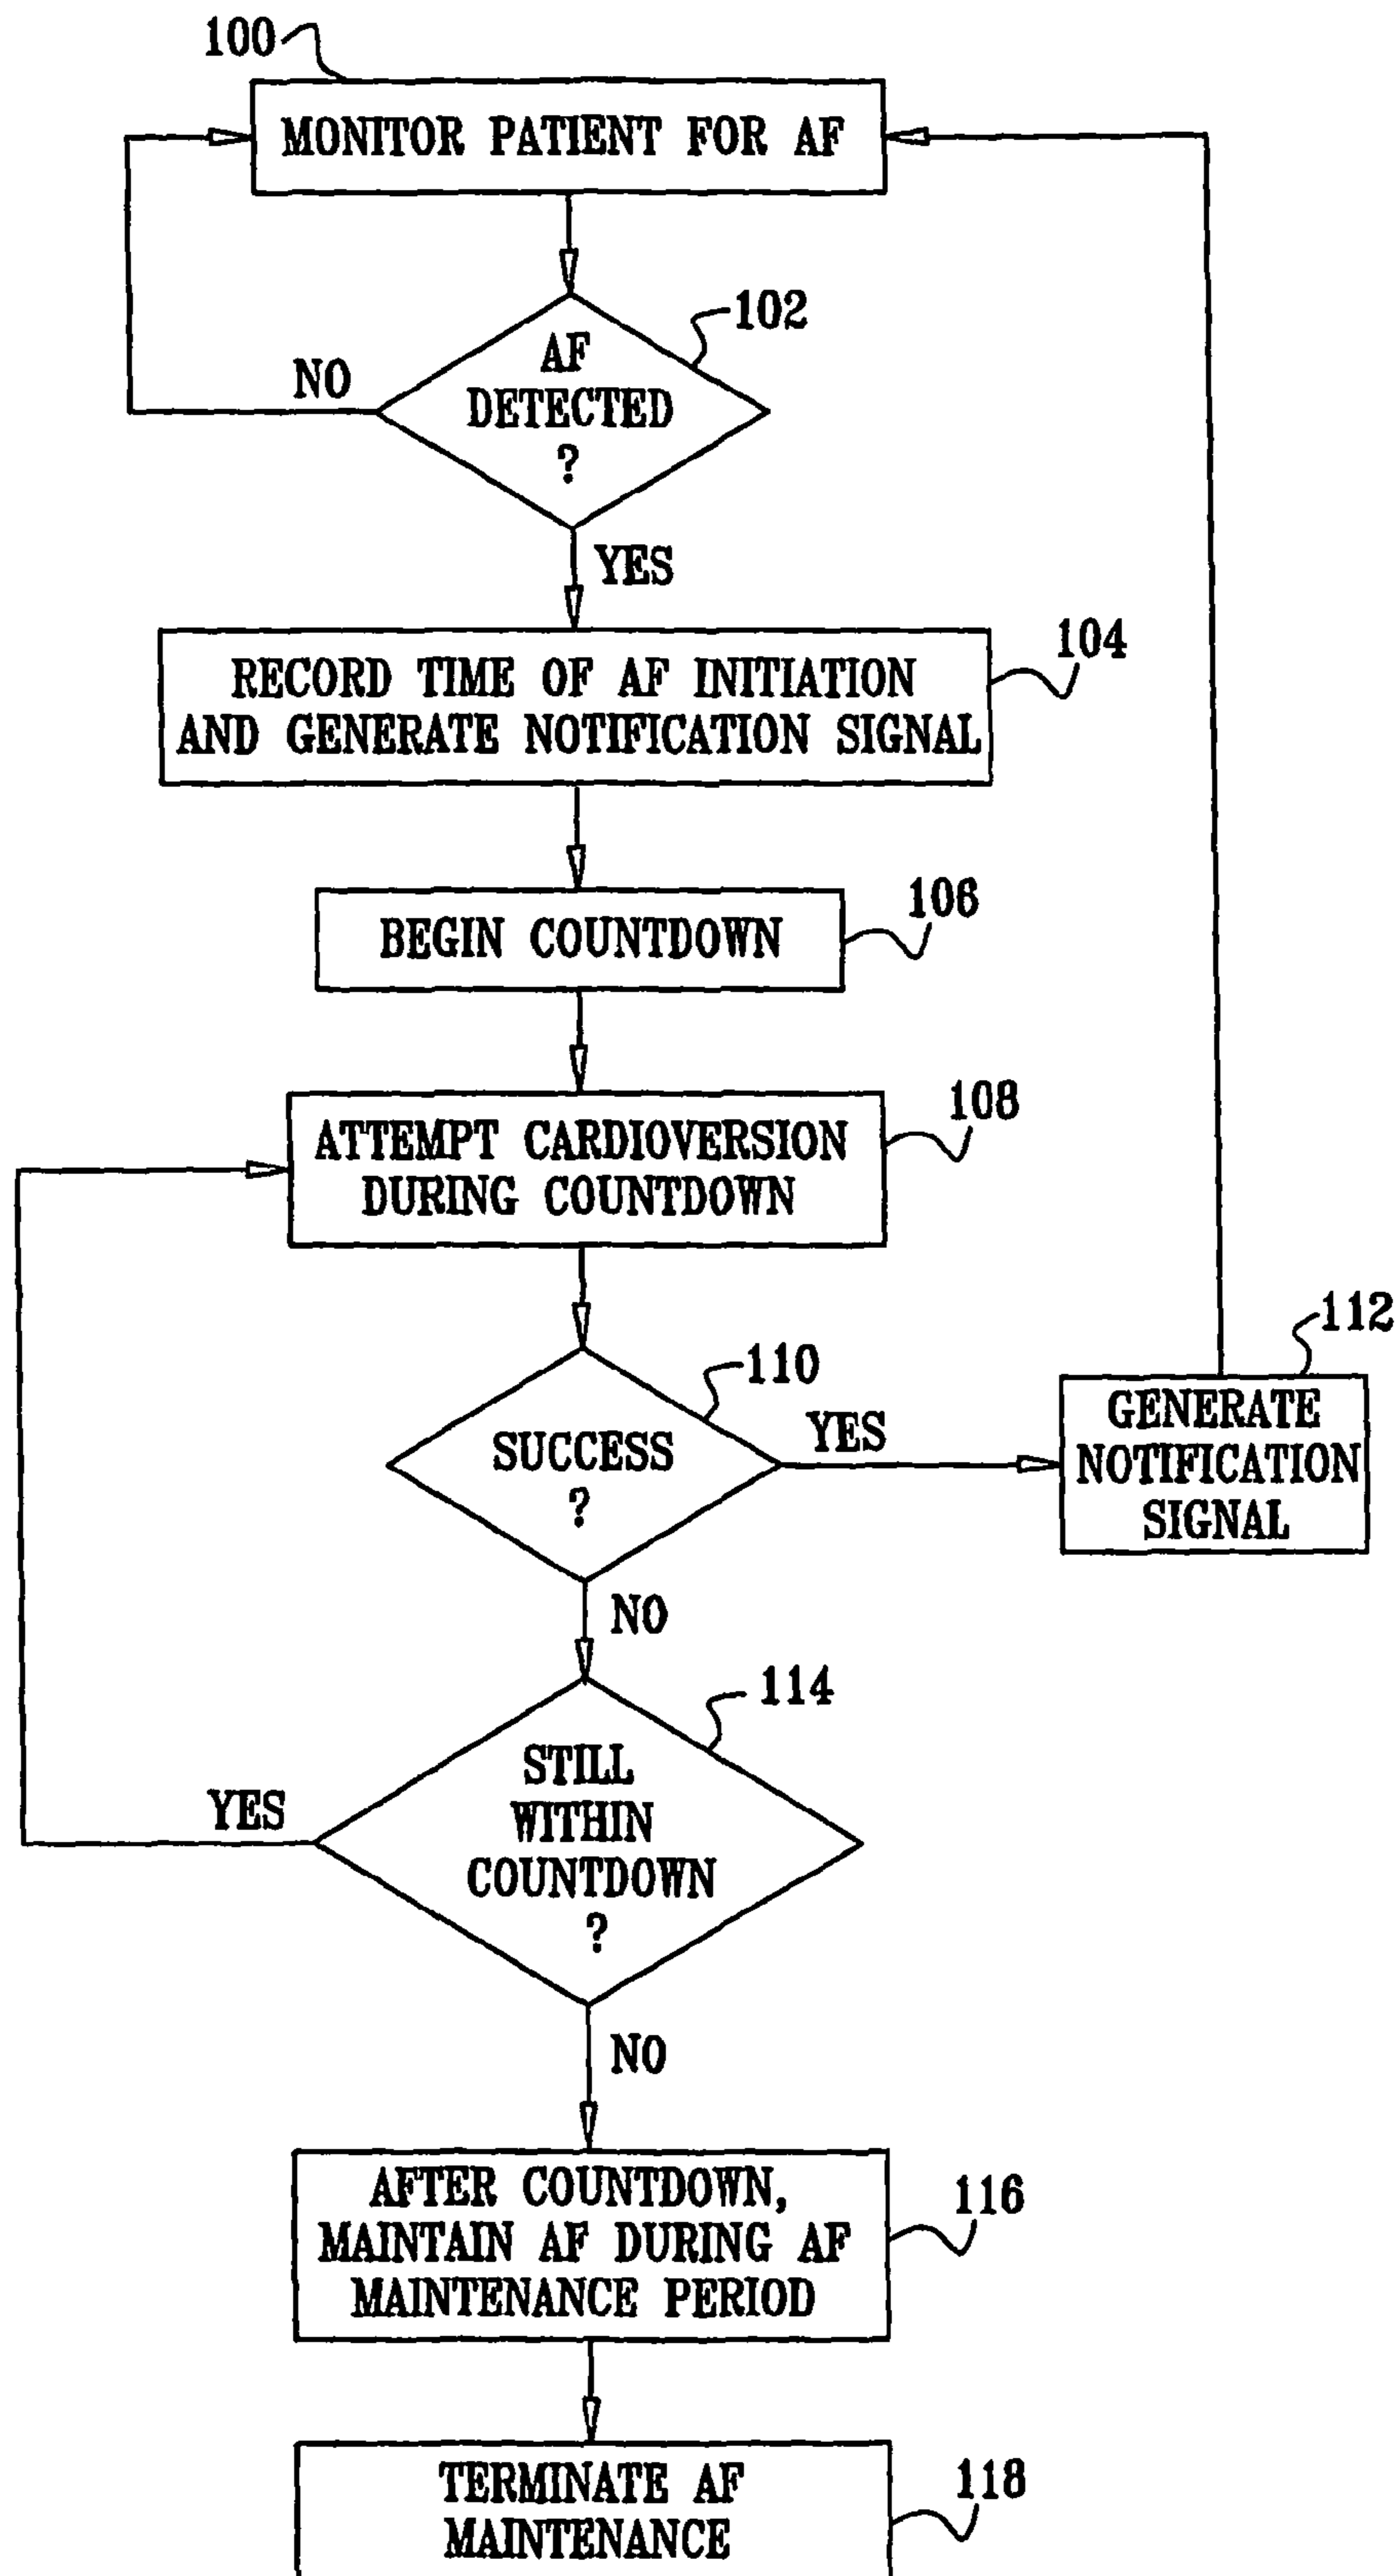 100
MONITOR PATIENT FOR AF
102
AF
DETECTED
?
NO
YES
104
RECORD TIME OF AF INITIATION
AND GENERATE NOTIFICATION SIGNAL
106
BEGIN COUNTDOWN
108
ATTEMPT CARDIOVERSION
DURING COUNTDOWN
110
SUCCESS
?
YES
112
GENERATE
NOTIFICATION
SIGNAL
NO
114
STILL
WITHIN
COUNTDOWN
?
YES
NO
116
AFTER COUNTDOWN,
MAINTAIN AF DURING AF
MAINTENANCE PERIOD
118
TERMINATE AF
MAINTENANCE